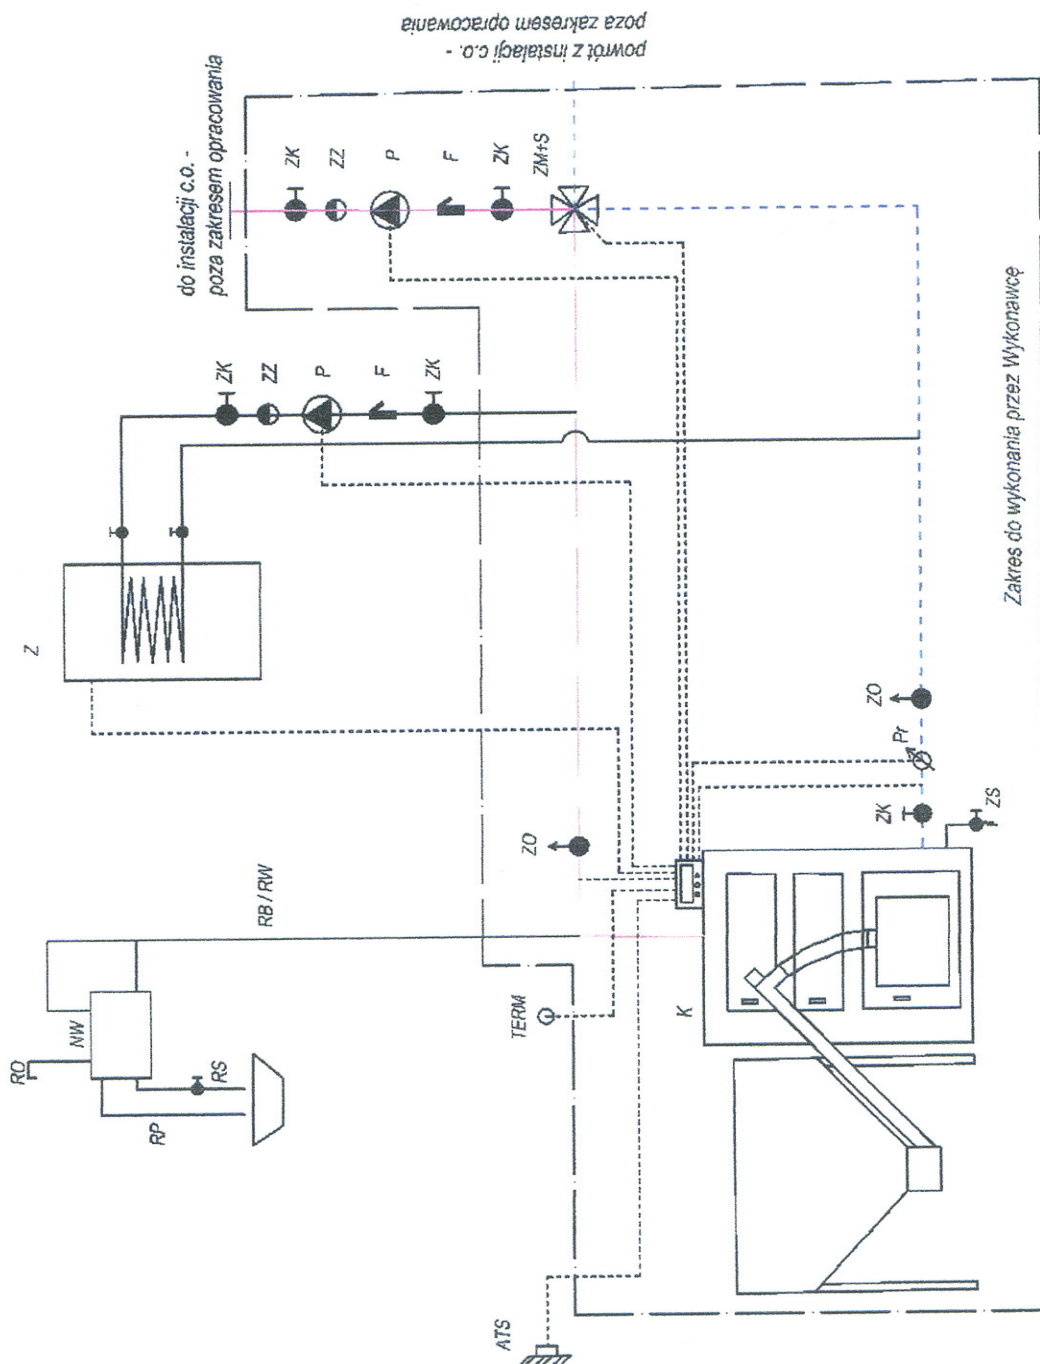 powrót z instalacji c.o. -
poza zakresem opracowania
do instalacji c.o. -
poza zakresem opracowania
ZK
ZZ
P
F
ZK
ZM+S
ZK
ZZ
P
F
ZK
Z
ZO
Pr
ZK
ZS
ZO
RB / RW
TERM
K
RO
NW
RS
RP
ATS
Zakres do wykonania przez Wykonawcę